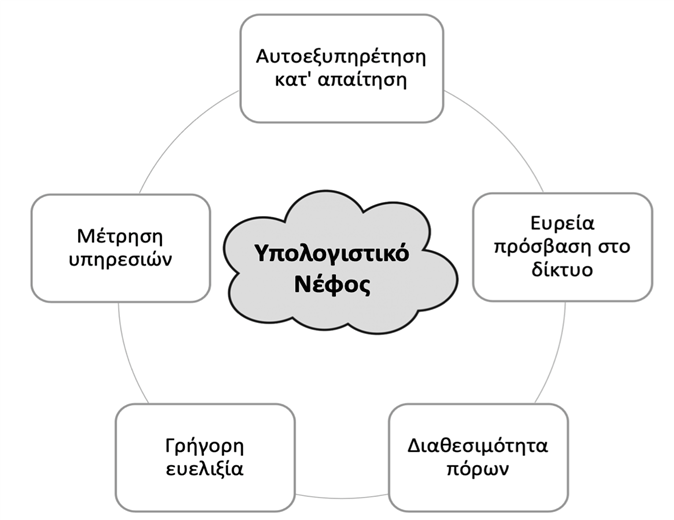 Αυτοεξυπηρέτηση
κατ' απαίτηση
Ευρεία
πρόσβαση στο
δίκτυο
Διαθεσιμότητα
πόρων
Γρήγορη
ευελιξία
Μέτρηση
υπηρεσιών
Υπολογιστικό
Νέφος